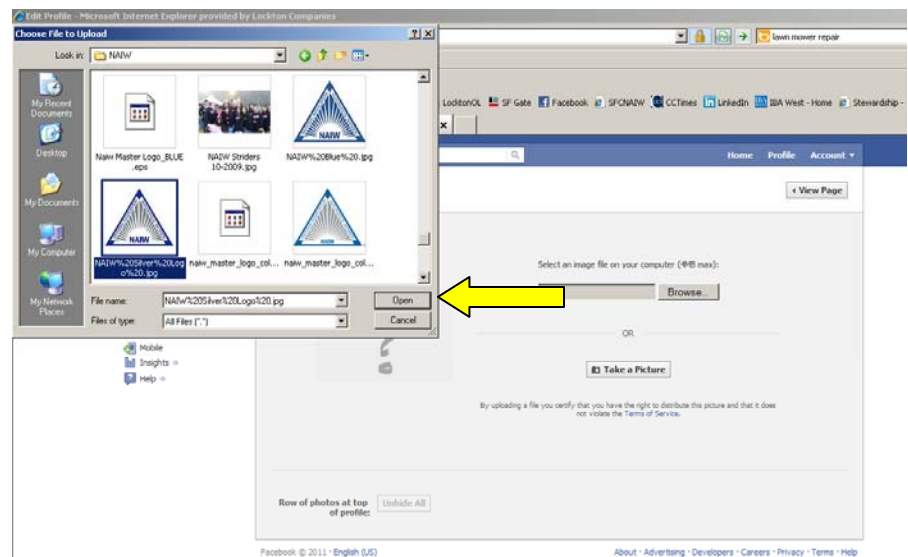 Edit Profile - Microsoft Internet Explorer provided by Lockton Companies
Choose File to Upload
Look in: NAIW
lawn mower repair
My Recent Documents
Desktop
My Documents
My Computer
My Network Places
NAIW
Naiw Master Logo_BLUE.eps
NAIW Striders 10-2009.jpg
NAIW%20Blue%20.jpg
NAIW
NAIW
NAIW%20Silver%20Logo%20.jpg
naiw_master_logo_col...
naiw_master_logo_col...
File name: NAIW%20Silver%20Logo%20.jpg Open
Files of type: All Files (*.*) Cancel
LocktonOL SF Gate Facebook SFCNAIW CCTimes LinkedIn IBA West - Home Stewardship -
Home Profile Account
View Page
Select an image file on your computer (4MB max):
Browse...
OR
Take a Picture
By uploading a file you certify that you have the right to distribute this picture and that it does
not violate the Terms of Service.
Mobile
Insights
Help
Row of photos at top
of profile:
Unhide All
Facebook © 2011 · English (US)
About · Advertising · Developers · Careers · Privacy · Terms · Help